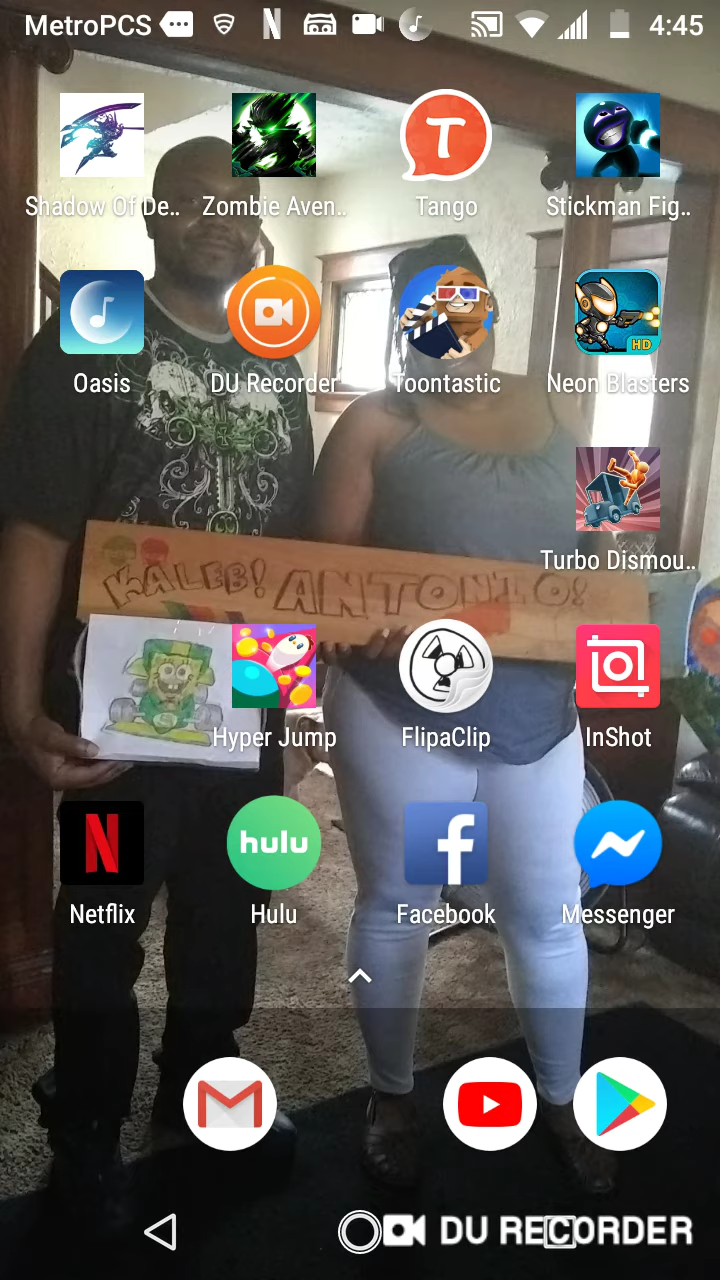 MetroPCS 4:45
T
Shadow Of De.. Zombie Aven.. Tango Stickman Fig..
HD
Oasis DU Recorder Toontastic Neon Blasters
Turbo Dismou..
KALEB! ANTONIO!
Hyper Jump FlipaClip InShot
N hulu f
Netflix Hulu Facebook Messenger
DU RECORDER